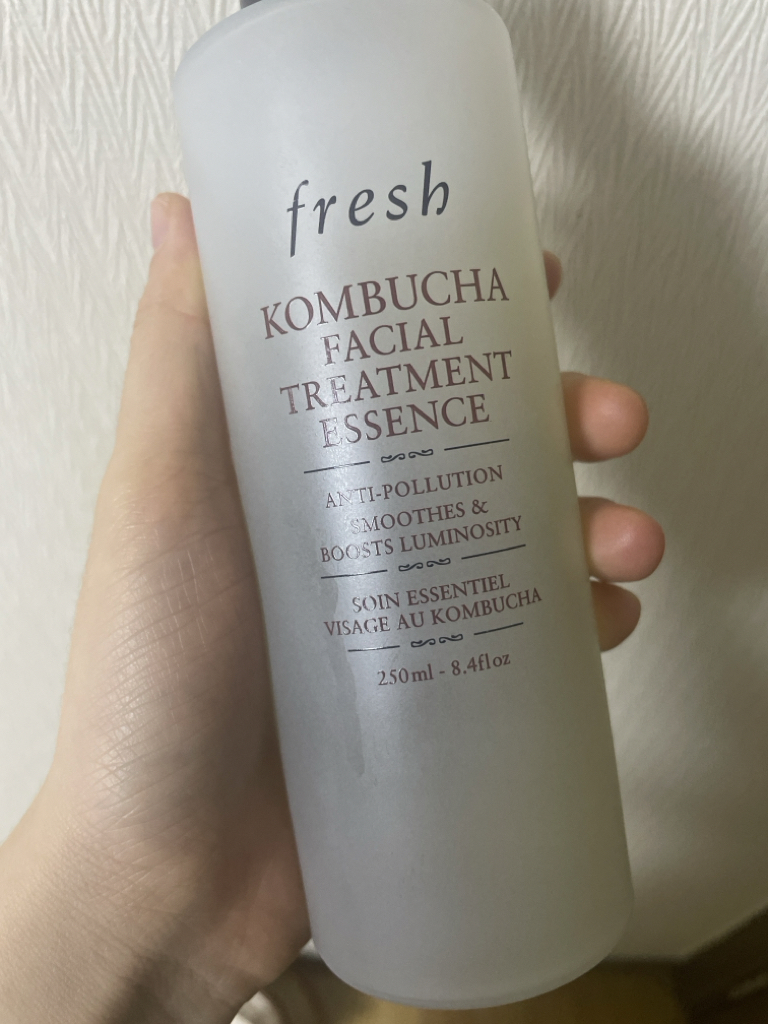 fresh
KOMBUCHA
FACIAL
TREATMENT
ESSENCE
ANTI-POLLUTION
SMOOTHES &
BOOSTS LUMINOSITY
SOIN ESSENTIEL
VISAGE AU KOMBUCHA
250ml - 8.4fl oz